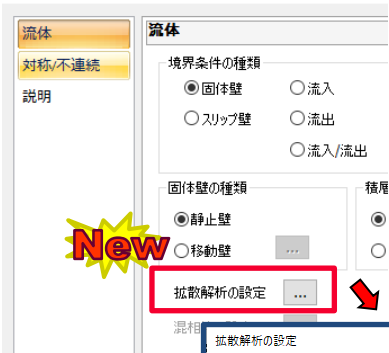 流体
対称/不連続
説明
流体
境界条件の種類
固体壁 流入
スリップ壁 流出
流入/流出
固体壁の種類
静止壁
移動壁 ...
New
拡散解析の設定 ...
拡散解析の設定